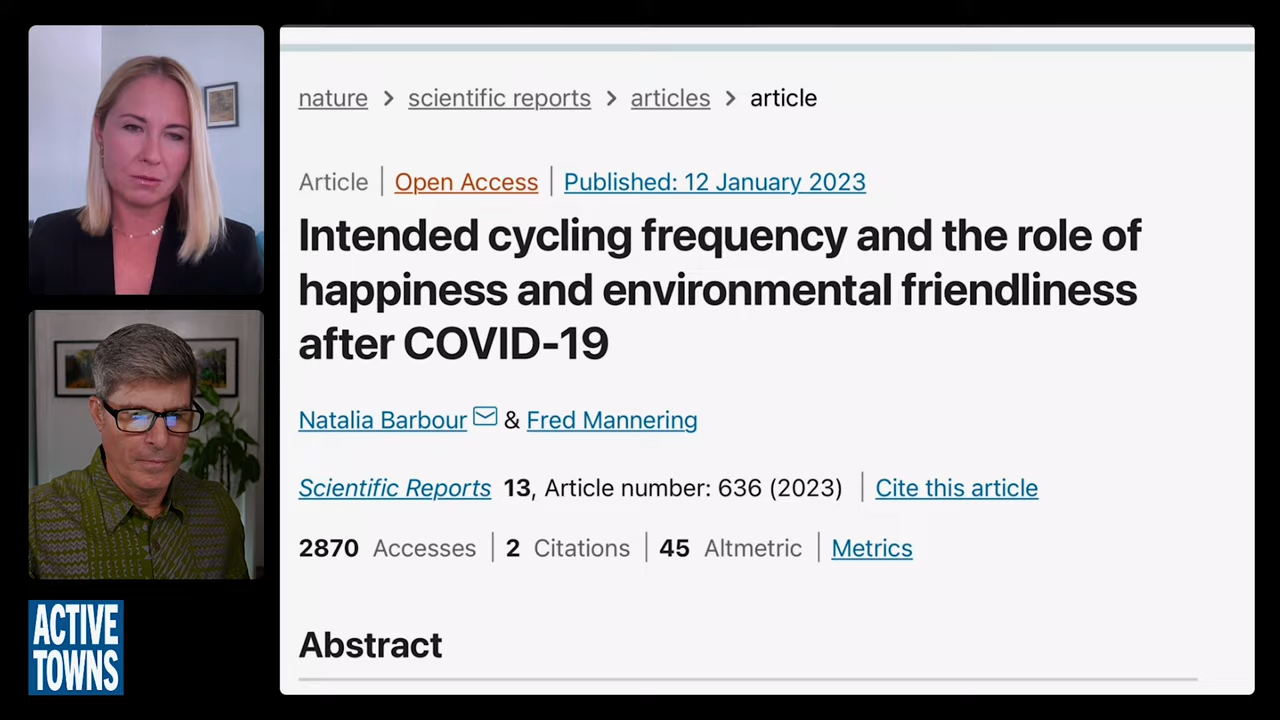 nature > scientific reports > articles > article
Article | Open Access | Published: 12 January 2023
Intended cycling frequency and the role of
happiness and environmental friendliness
after COVID-19
Natalia Barbour & Fred Mannering
Scientific Reports 13, Article number: 636 (2023) | Cite this article
2870 Accesses | 2 Citations | 45 Altmetric | Metrics
Abstract
ACTIVE
TOWNS